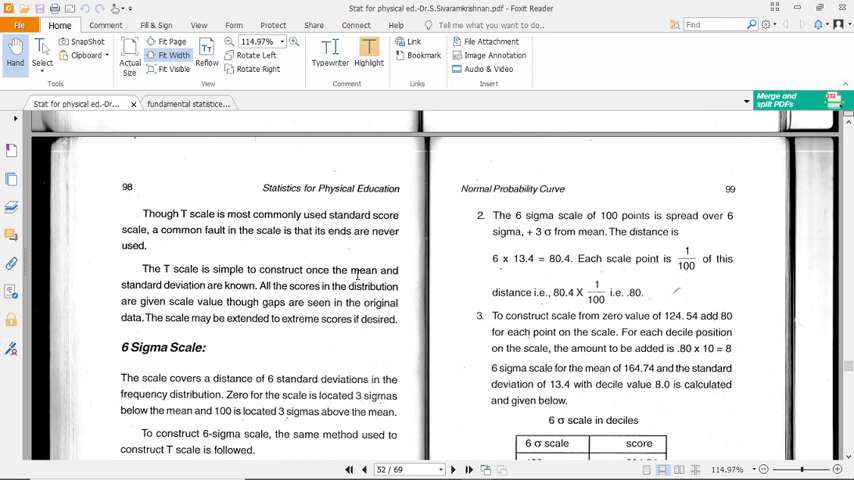 Stat for physical ed.-Dr.S.Sivaramkrishnan.pdf - Foxit Reader
File
Home
Comment
Fill & Sign
View
Form
Protect
Share
Connect
Help
Tell me what you want to do..
Find
Hand
Select
SnapShot
Clipboard
Tools
Actual
Size
Fit Page
Fit Width
Fit Visible
Reflow
114.97%
Rotate Left
Rotate Right
View
Typewriter
Highlight
Comment
Link
Bookmark
Links
File Attachment
Image Annotation
Audio & Video
Insert
Stat for physical ed.-Dr....
fundamental statistice...
Merge and
split PDFs
98 Statistics for Physical Education
Though T scale is most commonly used standard score
scale, a common fault in the scale is that its ends are never
used.
The T scale is simple to construct once the mean and
standard deviation are known. All the scores in the distribution
are given scale value though gaps are seen in the original
data. The scale may be extended to extreme scores if desired.
6 Sigma Scale:
The scale covers a distance of 6 standard deviations in the
frequency distribution. Zero for the scale is located 3 sigmas
below the mean and 100 is located 3 sigmas above the mean.
To construct 6-sigma scale, the same method used to
construct T scale is followed.
Normal Probability Curve 99
2. The 6 sigma scale of 100 points is spread over 6
sigma, + 3 σ from mean. The distance is
6 x 13.4 = 80.4. Each scale point is 1/100 of this
distance i.e., 80.4 X 1/100 i.e. .80.
3. To construct scale from zero value of 124.54 add 80
for each point on the scale. For each decile position
on the scale, the amount to be added is .80 x 10 = 8
6 sigma scale for the mean of 164.74 and the standard
deviation of 13.4 with decile value 8.0 is calculated
and given below.
6 σ scale in deciles
6 σ scale score
52 / 69
114.97%